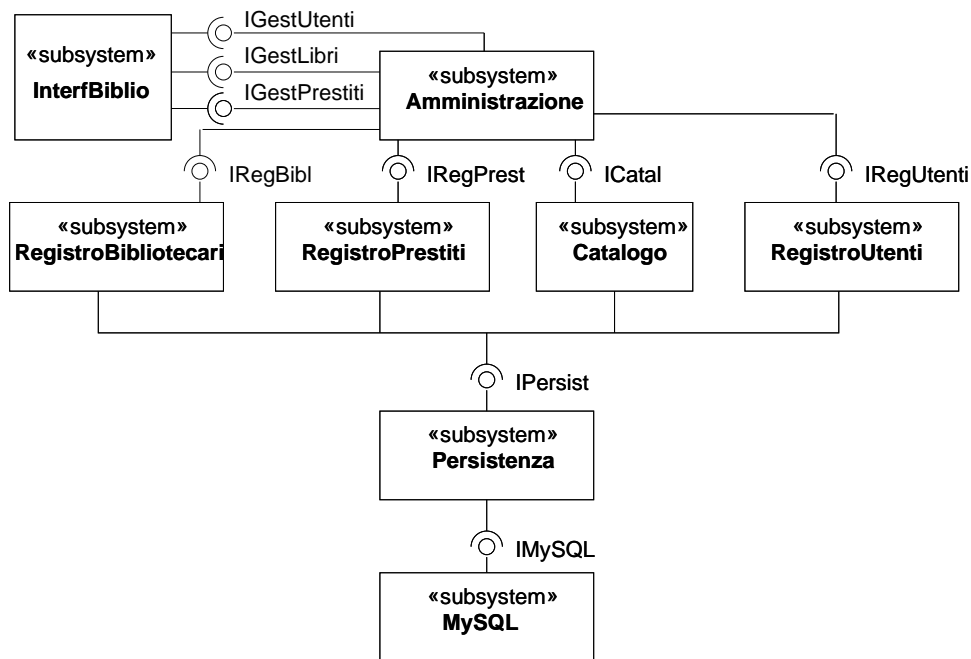 IGestUtenti
«subsystem»
InterfBiblio
IGestLibri
IGestPrestiti
«subsystem»
Amministrazione
IRegBibl
IRegPrest
ICatal
IRegUtenti
«subsystem»
RegistroBibliotecari
«subsystem»
RegistroPrestiti
«subsystem»
Catalogo
«subsystem»
RegistroUtenti
IPersist
«subsystem»
Persistenza
IMySQL
«subsystem»
MySQL